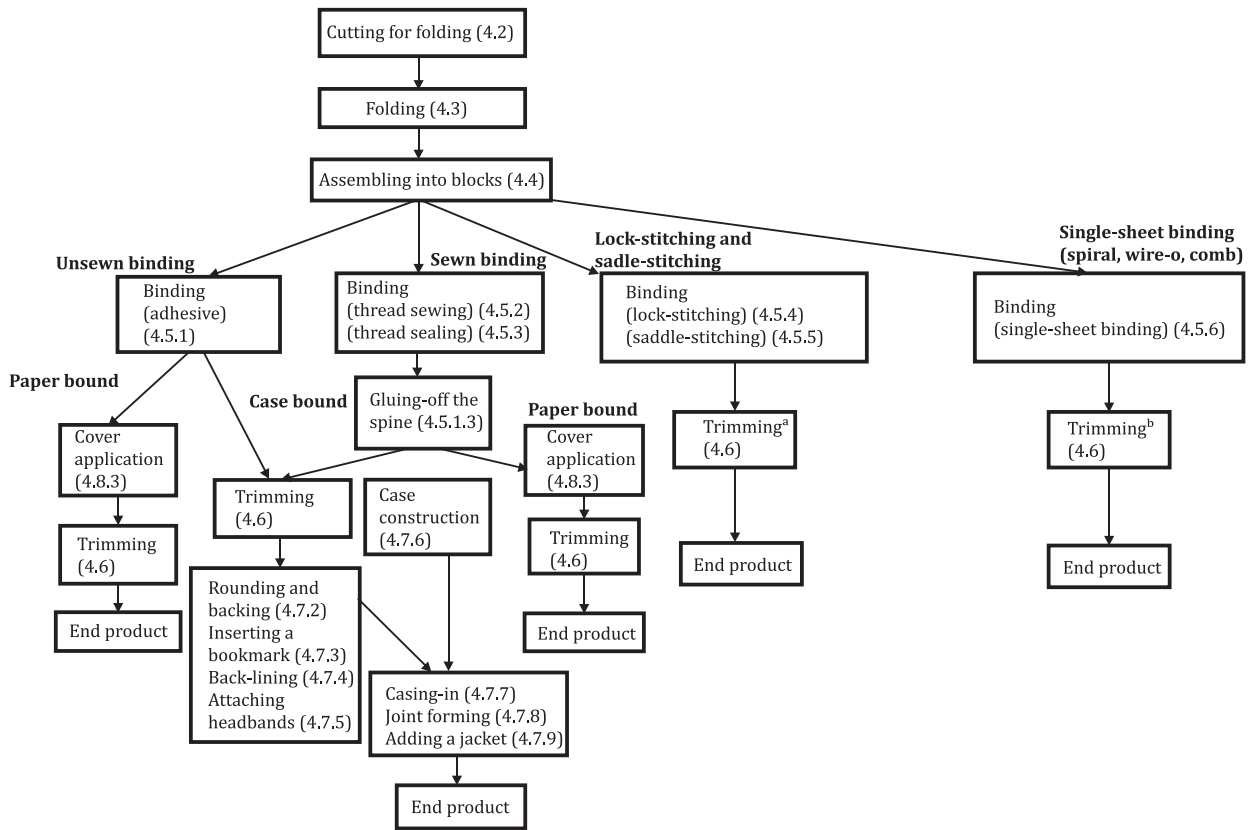 Cutting for folding (4.2)
Folding (4.3)
Assembling into blocks (4.4)
Unsewn binding
Binding
(adhesive)
(4.5.1)
Sewn binding
Binding
(thread sewing) (4.5.2)
(thread sealing) (4.5.3)
Lock-stitching and
sadle-stitching
Binding
(lock-stitching) (4.5.4)
(saddle-stitching) (4.5.5)
Single-sheet binding
(spiral, wire-o, comb)
Binding
(single-sheet binding) (4.5.6)
Paper bound
Cover
application
(4.8.3)
Trimming
(4.6)
End product
Case bound
Gluing-off the
spine (4.5.1.3)
Trimming
(4.6)
Rounding and
backing (4.7.2)
Inserting a
bookmark (4.7.3)
Back-lining (4.7.4)
Attaching
headbands (4.7.5)
Case
construction
(4.7.6)
Casing-in (4.7.7)
Joint forming (4.7.8)
Adding a jacket (4.7.9)
End product
Paper bound
Cover
application
(4.8.3)
Trimming
(4.6)
End product
Trimmingᵃ
(4.6)
End product
Trimmingᵇ
(4.6)
End product